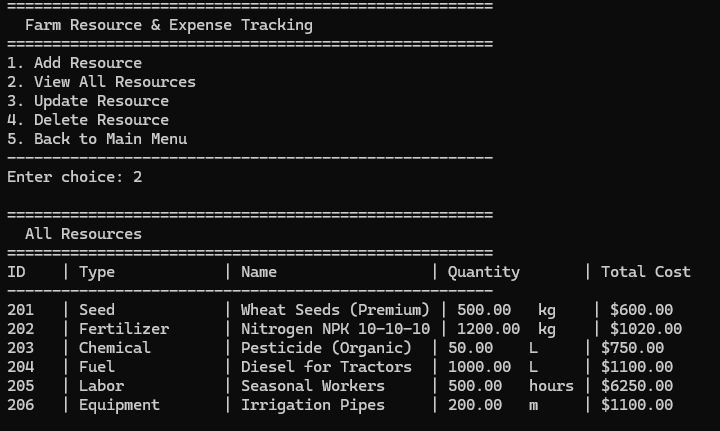 ======================================================
  Farm Resource & Expense Tracking
======================================================
1. Add Resource
2. View All Resources
3. Update Resource
4. Delete Resource
5. Back to Main Menu
------------------------------------------------------
Enter choice: 2

======================================================
  All Resources
======================================================
ID    | Type            | Name                 | Quantity       | Total Cost
------------------------------------------------------
201   | Seed            | Wheat Seeds (Premium) | 500.00   kg    | $600.00
202   | Fertilizer      | Nitrogen NPK 10-10-10 | 1200.00  kg    | $1020.00
203   | Chemical        | Pesticide (Organic)  | 50.00    L     | $750.00
204   | Fuel            | Diesel for Tractors  | 1000.00  L     | $1100.00
205   | Labor           | Seasonal Workers     | 500.00   hours | $6250.00
206   | Equipment       | Irrigation Pipes     | 200.00   m     | $1100.00